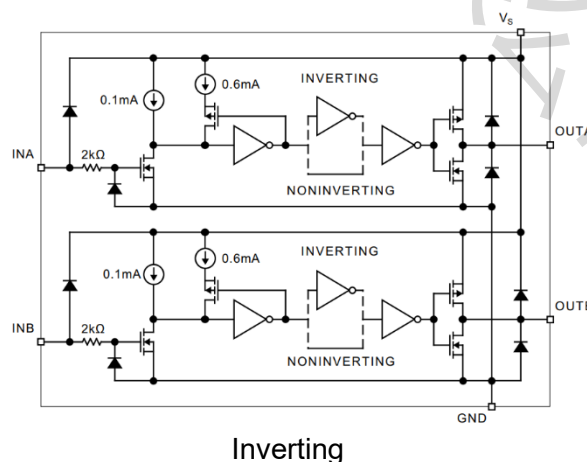 Vs
INVERTING
0.6mA
0.1mA
OUTA
INA
2kΩ
NONINVERTING
INVERTING
0.6mA
0.1mA
INB
2kΩ
NONINVERTING
GND
Inverting